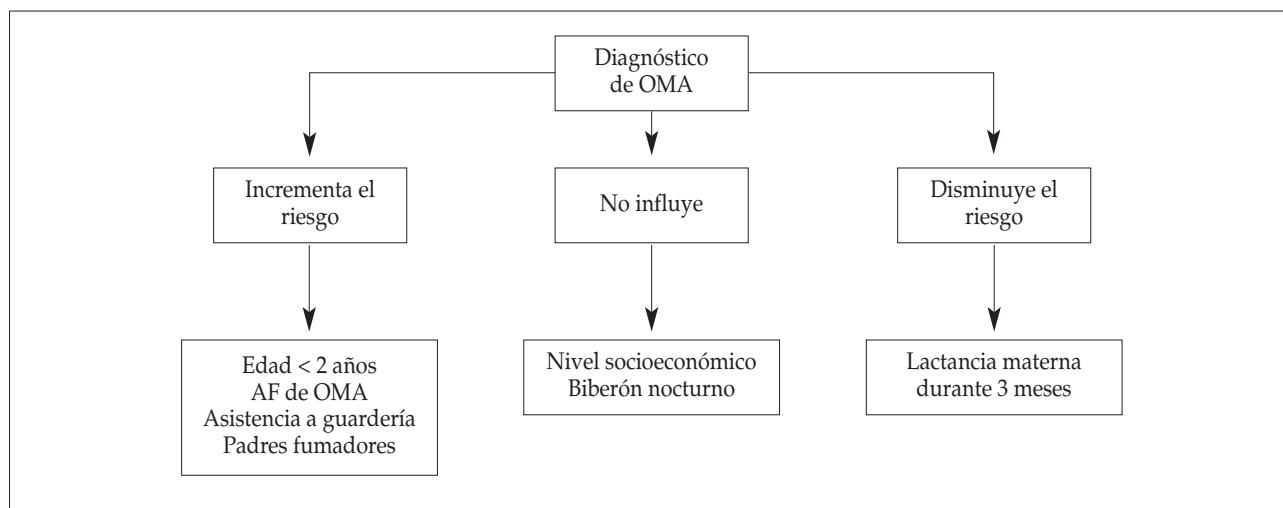 Diagnóstico
de OMA
Incrementa el
riesgo
No influye
Disminuye el
riesgo
Edad < 2 años
AF de OMA
Asistencia a guardería
Padres fumadores
Nivel socioeconómico
Biberón nocturno
Lactancia materna
durante 3 meses